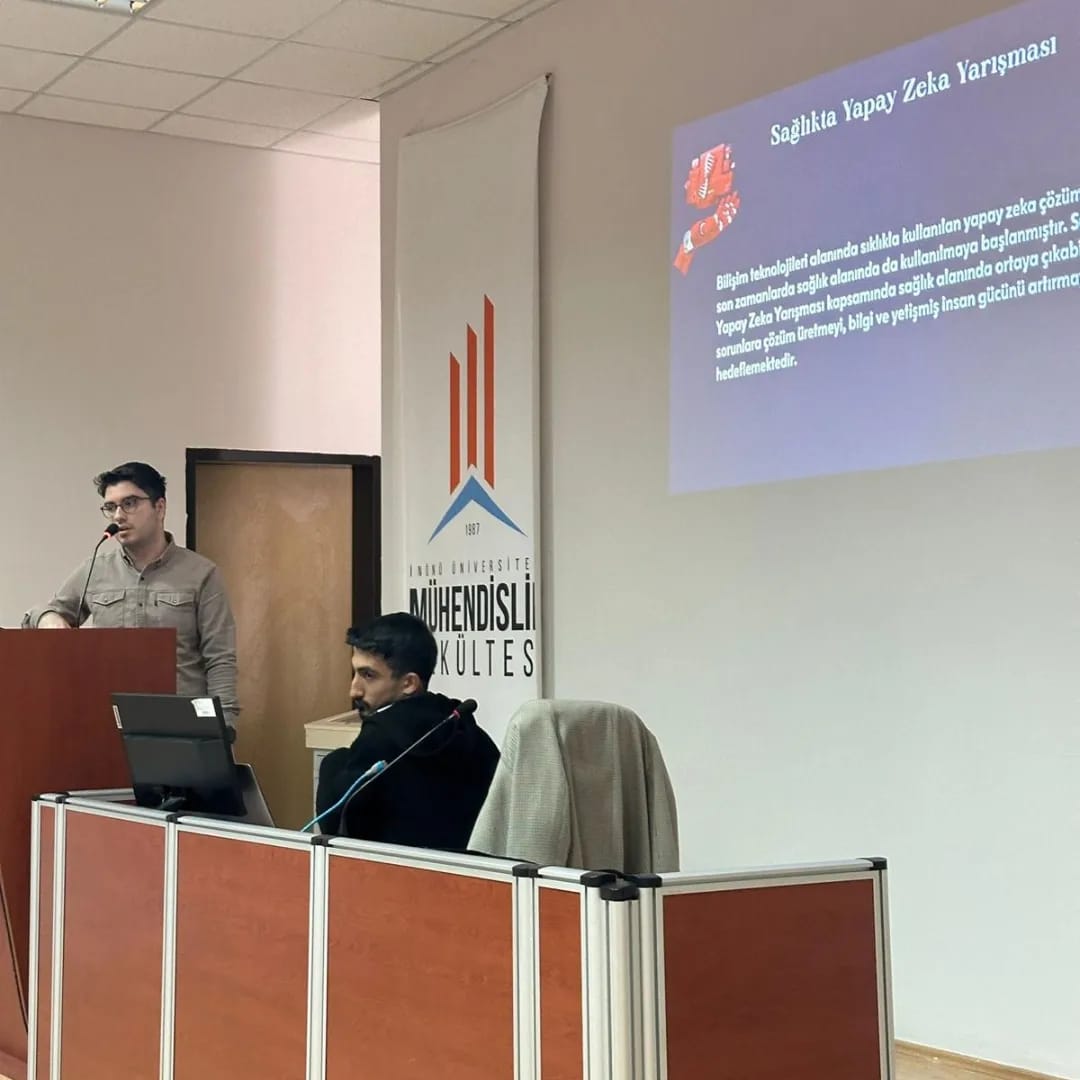 Sağlıkta Yapay Zeka Yarışması
Bilişim teknolojileri alanında sıklıkla kullanılan yapay zeka çözüm
son zamanlarda sağlık alanında da kullanılmaya başlanmıştır. S
Yapay Zeka Yarışması kapsamında sağlık alanında ortaya çıkabi
sorunlara çözüm üretmeyi, bilgi ve yetişmiş insan gücünü artırma
hedeflemektedir.
1987
İNÖNÜ ÜNİVERSİTE
MÜHENDİSLİ
KÜLTES